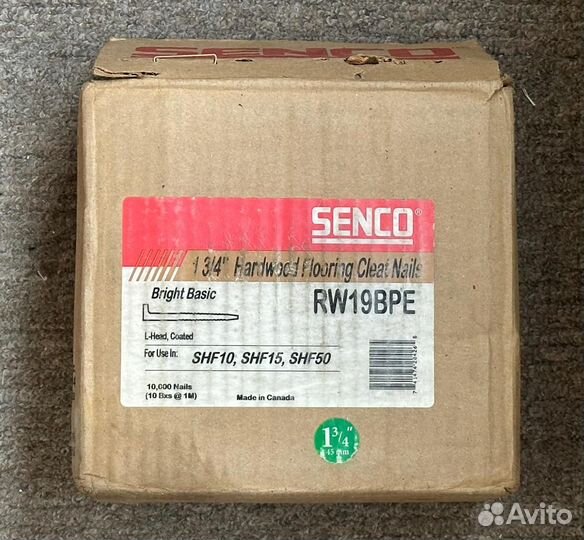 SENCO
SENCO®
1 3/4" Hardwood Flooring Cleat Nails
Bright Basic
RW19BPE
L-Head, Coated
For Use In: SHF10, SHF15, SHF50
10,000 Nails
(10 Bxs @ 1M)
Made in Canada
1 3/4"
45 mm
Avito